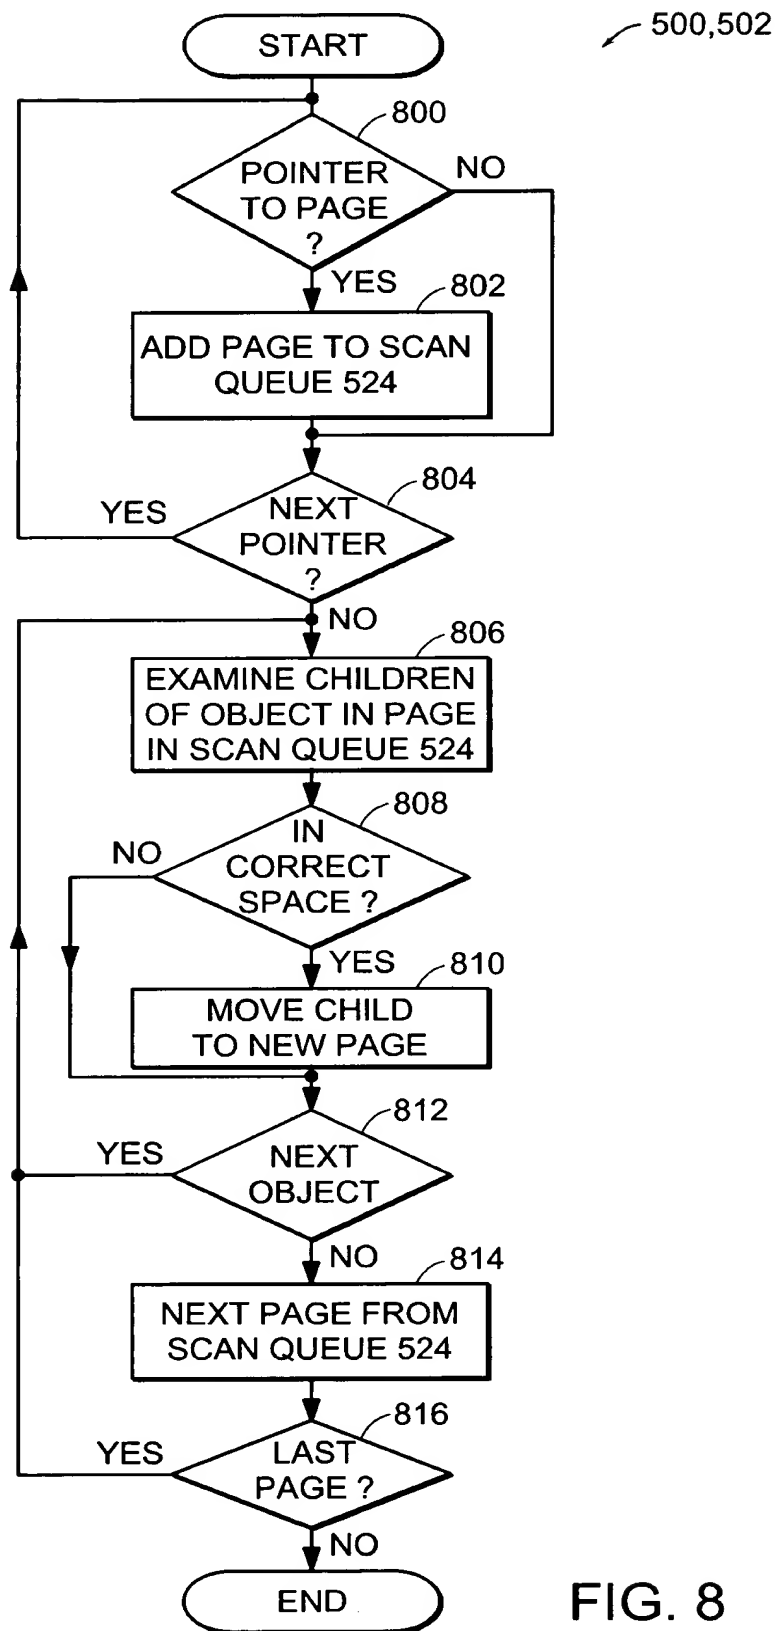 500,502
START
800
POINTER
TO PAGE
?
NO
YES
802
ADD PAGE TO SCAN
QUEUE 524
804
YES
NEXT
POINTER
?
NO
806
EXAMINE CHILDREN
OF OBJECT IN PAGE
IN SCAN QUEUE 524
808
NO
IN
CORRECT
SPACE ?
YES
810
MOVE CHILD
TO NEW PAGE
812
YES
NEXT
OBJECT
NO
814
NEXT PAGE FROM
SCAN QUEUE 524
816
YES
LAST
PAGE ?
NO
END
FIG. 8